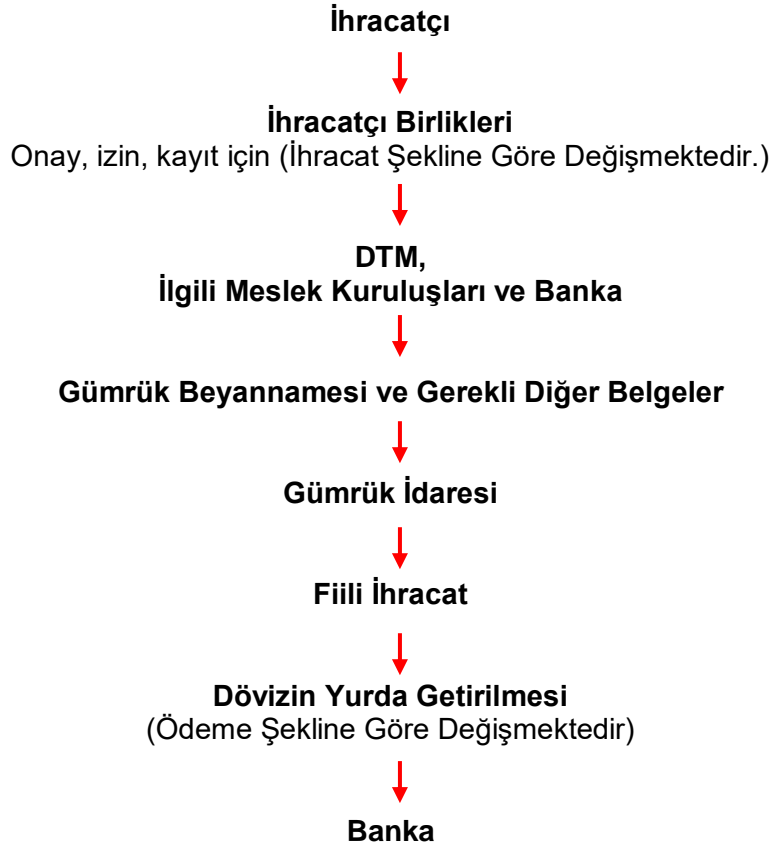 İhracatçı
İhracatçı Birlikleri
Onay, izin, kayıt için (İhracat Şekline Göre Değişmektedir.)
DTM,
İlgili Meslek Kuruluşları ve Banka
Gümrük Beyannamesi ve Gerekli Diğer Belgeler
Gümrük İdaresi
Fiili İhracat
Dövizin Yurda Getirilmesi
(Ödeme Şekline Göre Değişmektedir)
Banka